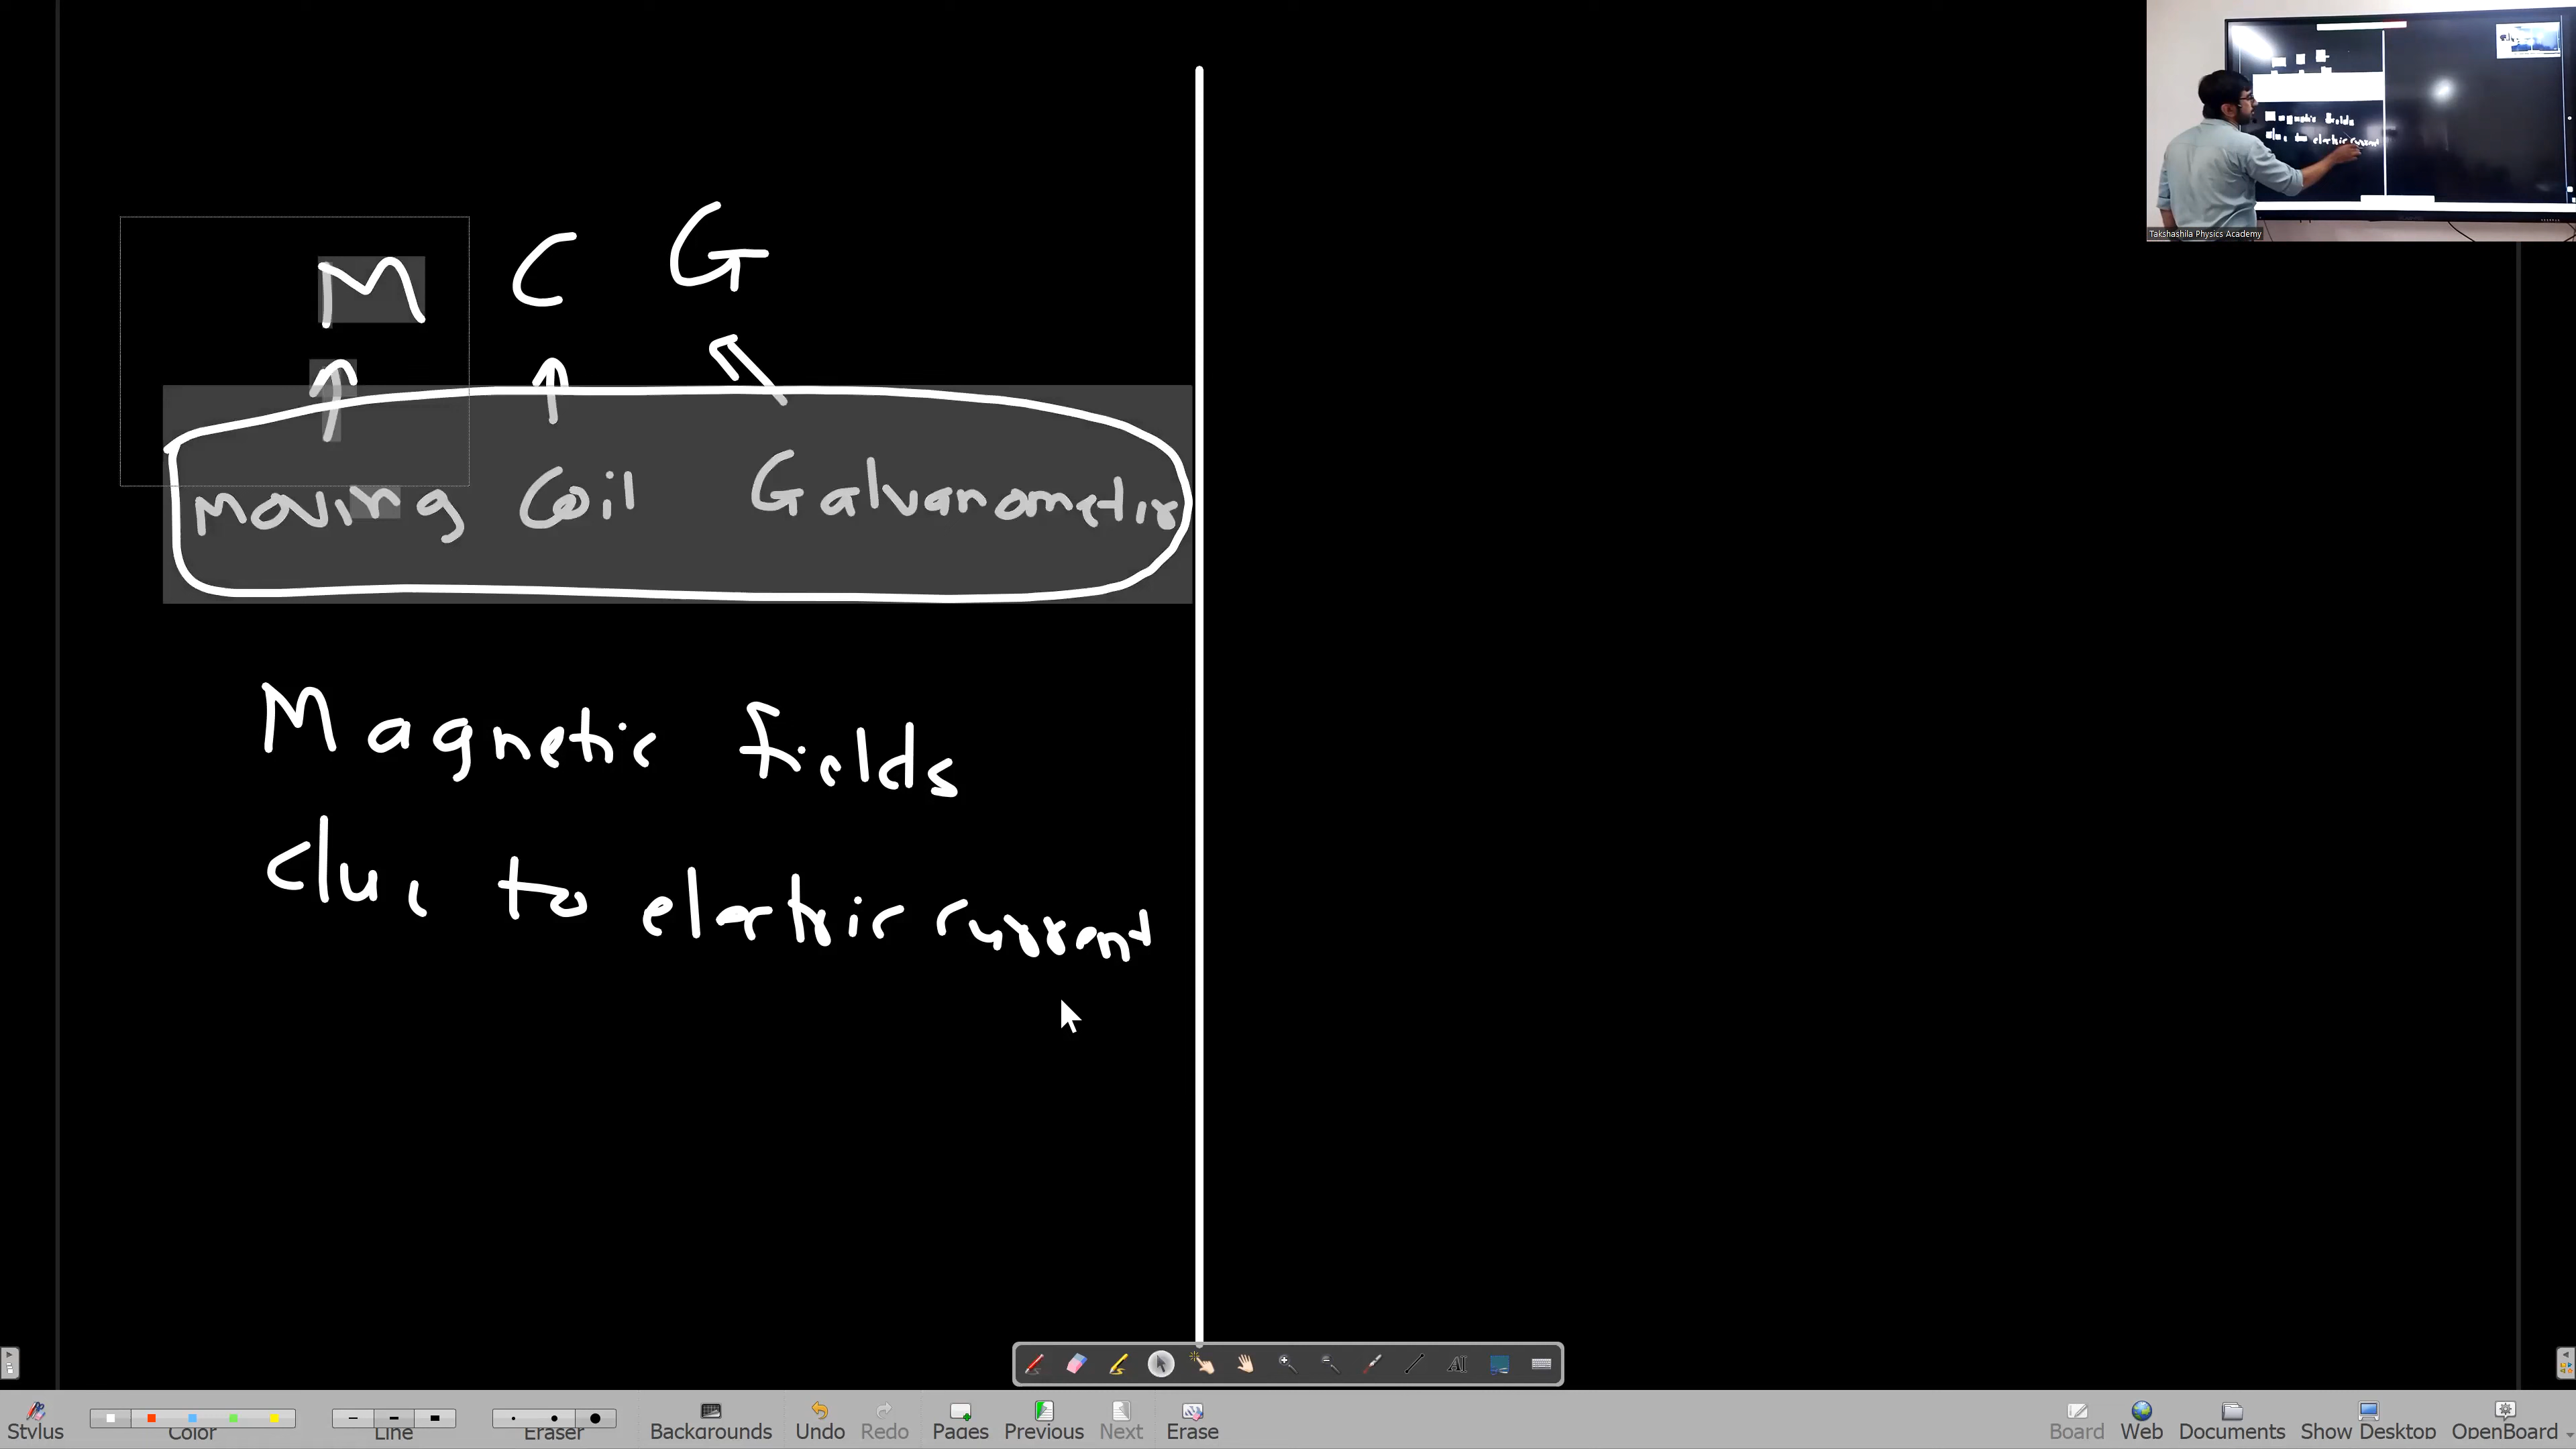 M C G
Moving Coil Galvanometer
Magnetic fields
due to electric current
Takshashila Physics Academy
Stylus Color Line Eraser Backgrounds Undo Redo Pages Previous Next Erase Board Web Documents Show Desktop OpenBoard